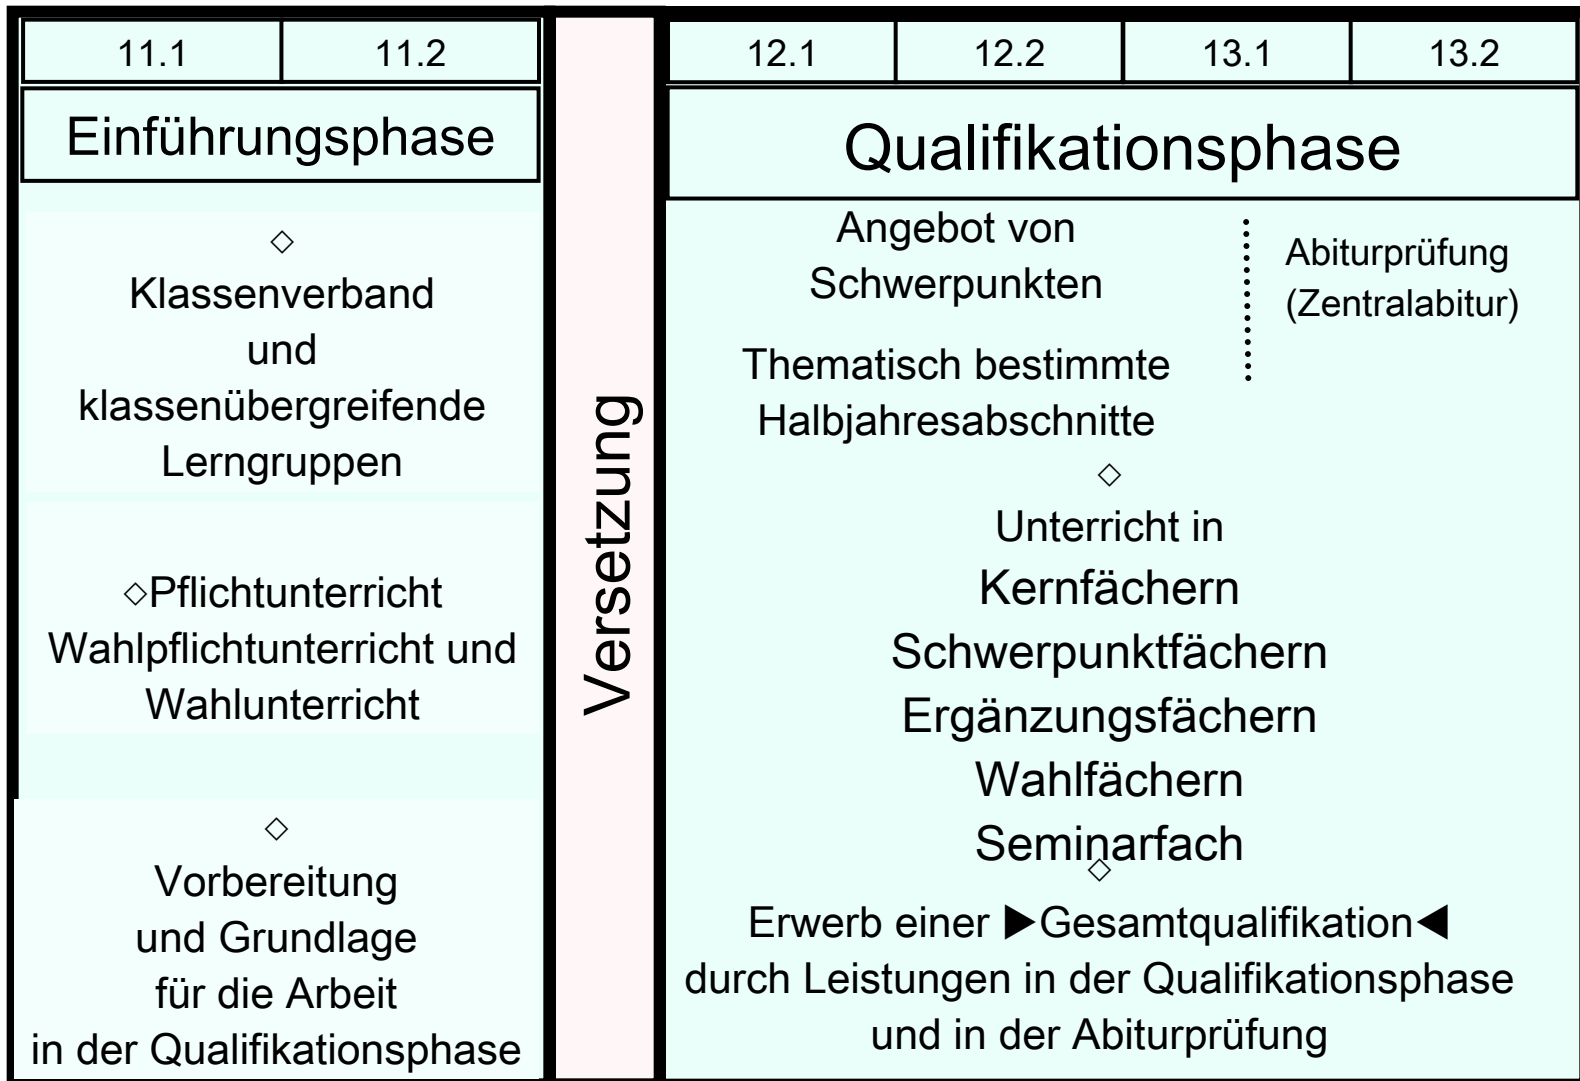 11.1 11.2
Einführungsphase
◇
Klassenverband
und
klassenübergreifende
Lerngruppen
◇Pflichtunterricht
Wahlpflichtunterricht und
Wahlunterricht
◇
Vorbereitung
und Grundlage
für die Arbeit
in der Qualifikationsphase
Versetzung
12.1 12.2 13.1 13.2
Qualifikationsphase
Angebot von
Schwerpunkten
Abiturprüfung
(Zentralabitur)
Thematisch bestimmte
Halbjahresabschnitte
◇
Unterricht in
Kernfächern
Schwerpunktfächern
Ergänzungsfächern
Wahlfächern
Seminarfach
◇
Erwerb einer ▶Gesamtqualifikation◀
durch Leistungen in der Qualifikationsphase
und in der Abiturprüfung